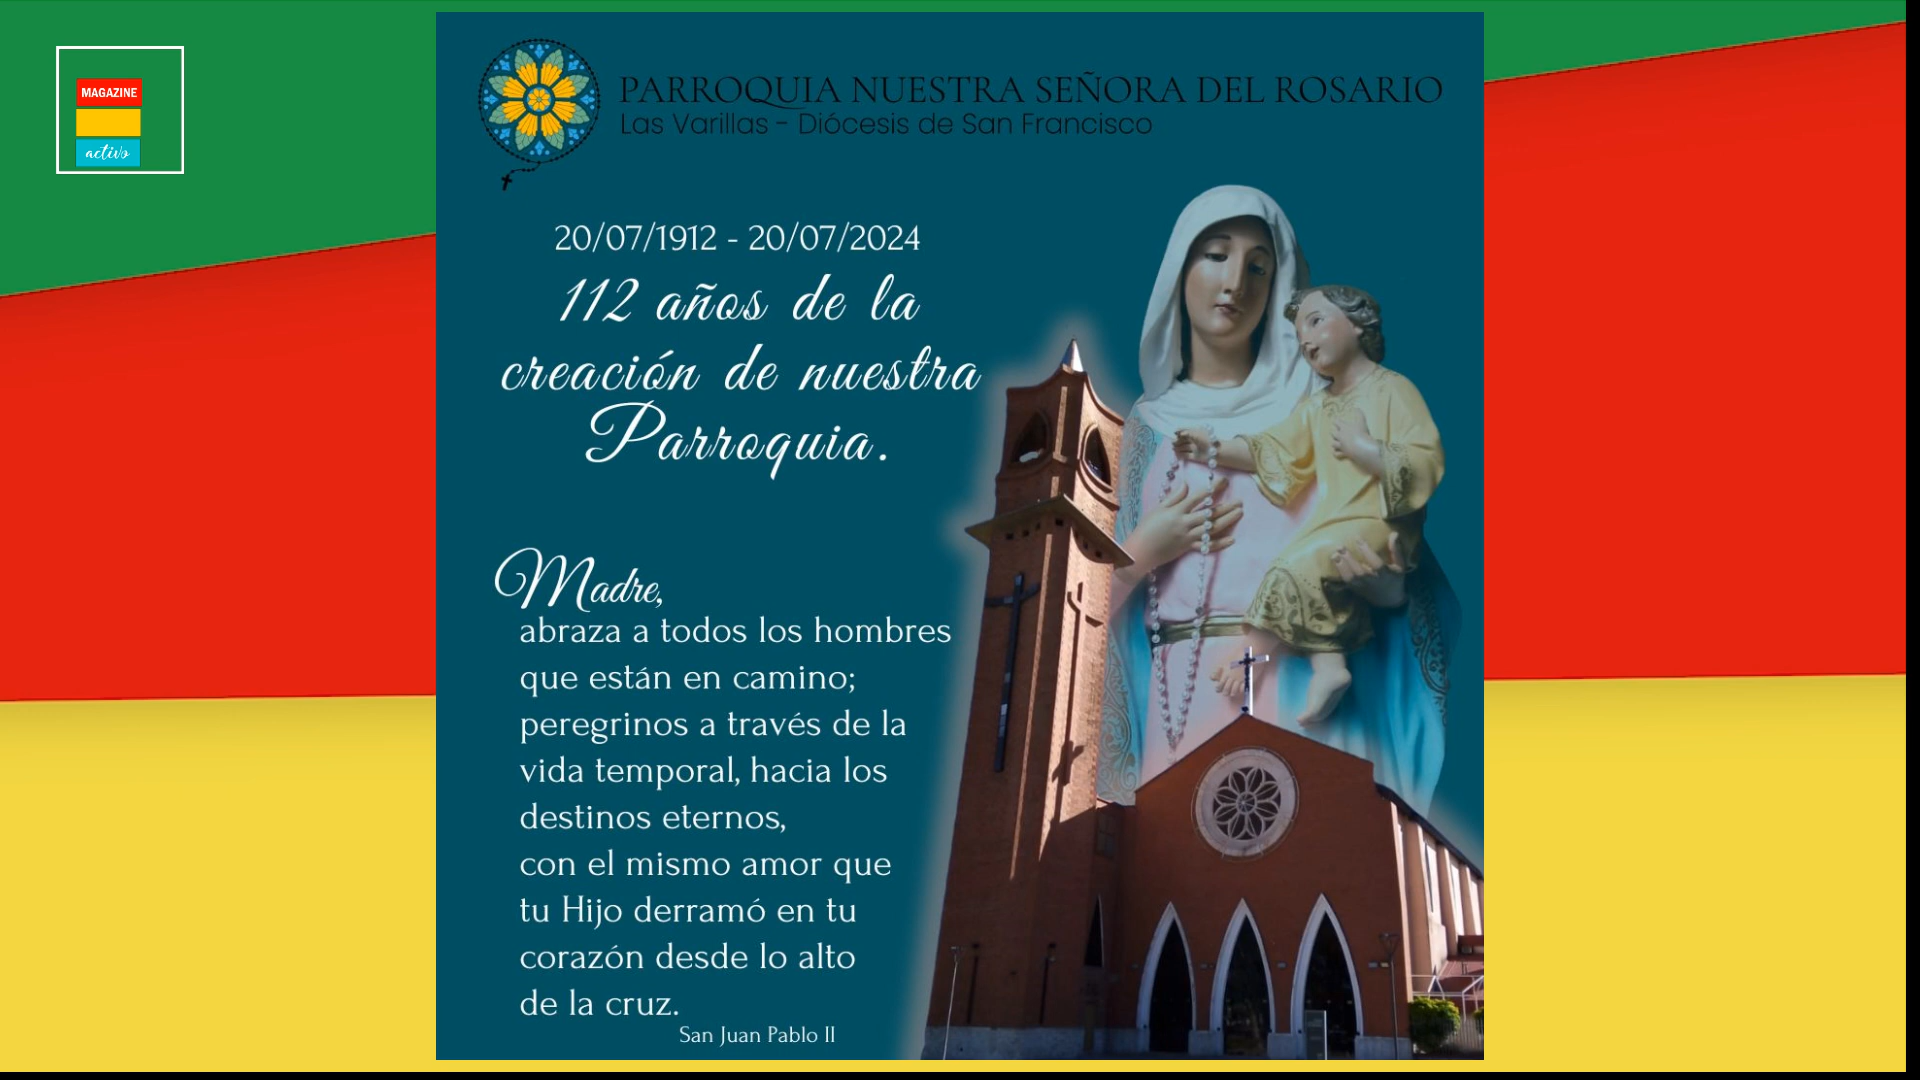 MAGAZINE
activo
PARROQUIA NUESTRA SEÑORA DEL ROSARIO
Las Varillas - Diócesis de San Francisco
20/07/1912 - 20/07/2024
112 años de la
creación de nuestra
Parroquia.
Madre,
abraza a todos los hombres
que están en camino;
peregrinos a través de la
vida temporal, hacia los
destinos eternos,
con el mismo amor que
tu Hijo derramó en tu
corazón desde lo alto
de la cruz.
San Juan Pablo II